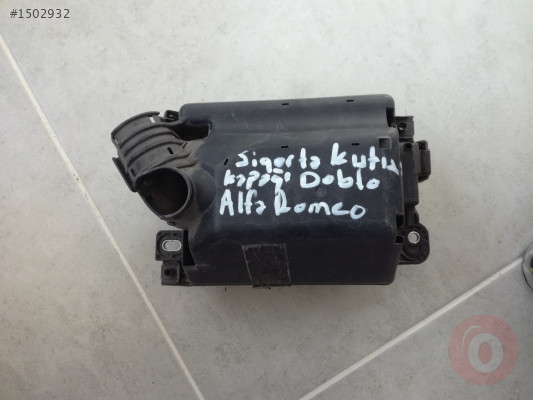 #1502932
Sigorta kutu
kapağı Doblo
Alfa Romeo